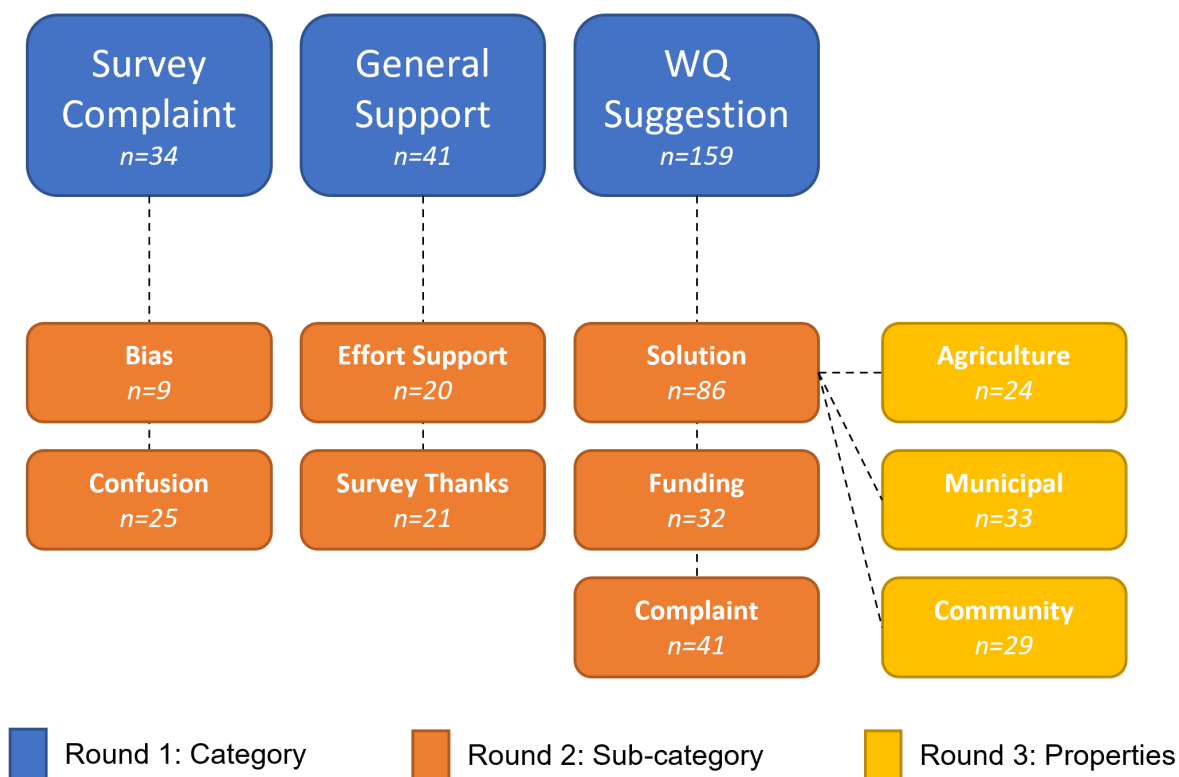 Survey
Complaint
n=34
General
Support
n=41
WQ
Suggestion
n=159
Bias
n=9
Effort Support
n=20
Solution
n=86
Agriculture
n=24
Confusion
n=25
Survey Thanks
n=21
Funding
n=32
Municipal
n=33
Complaint
n=41
Community
n=29
Round 1: Category
Round 2: Sub-category
Round 3: Properties